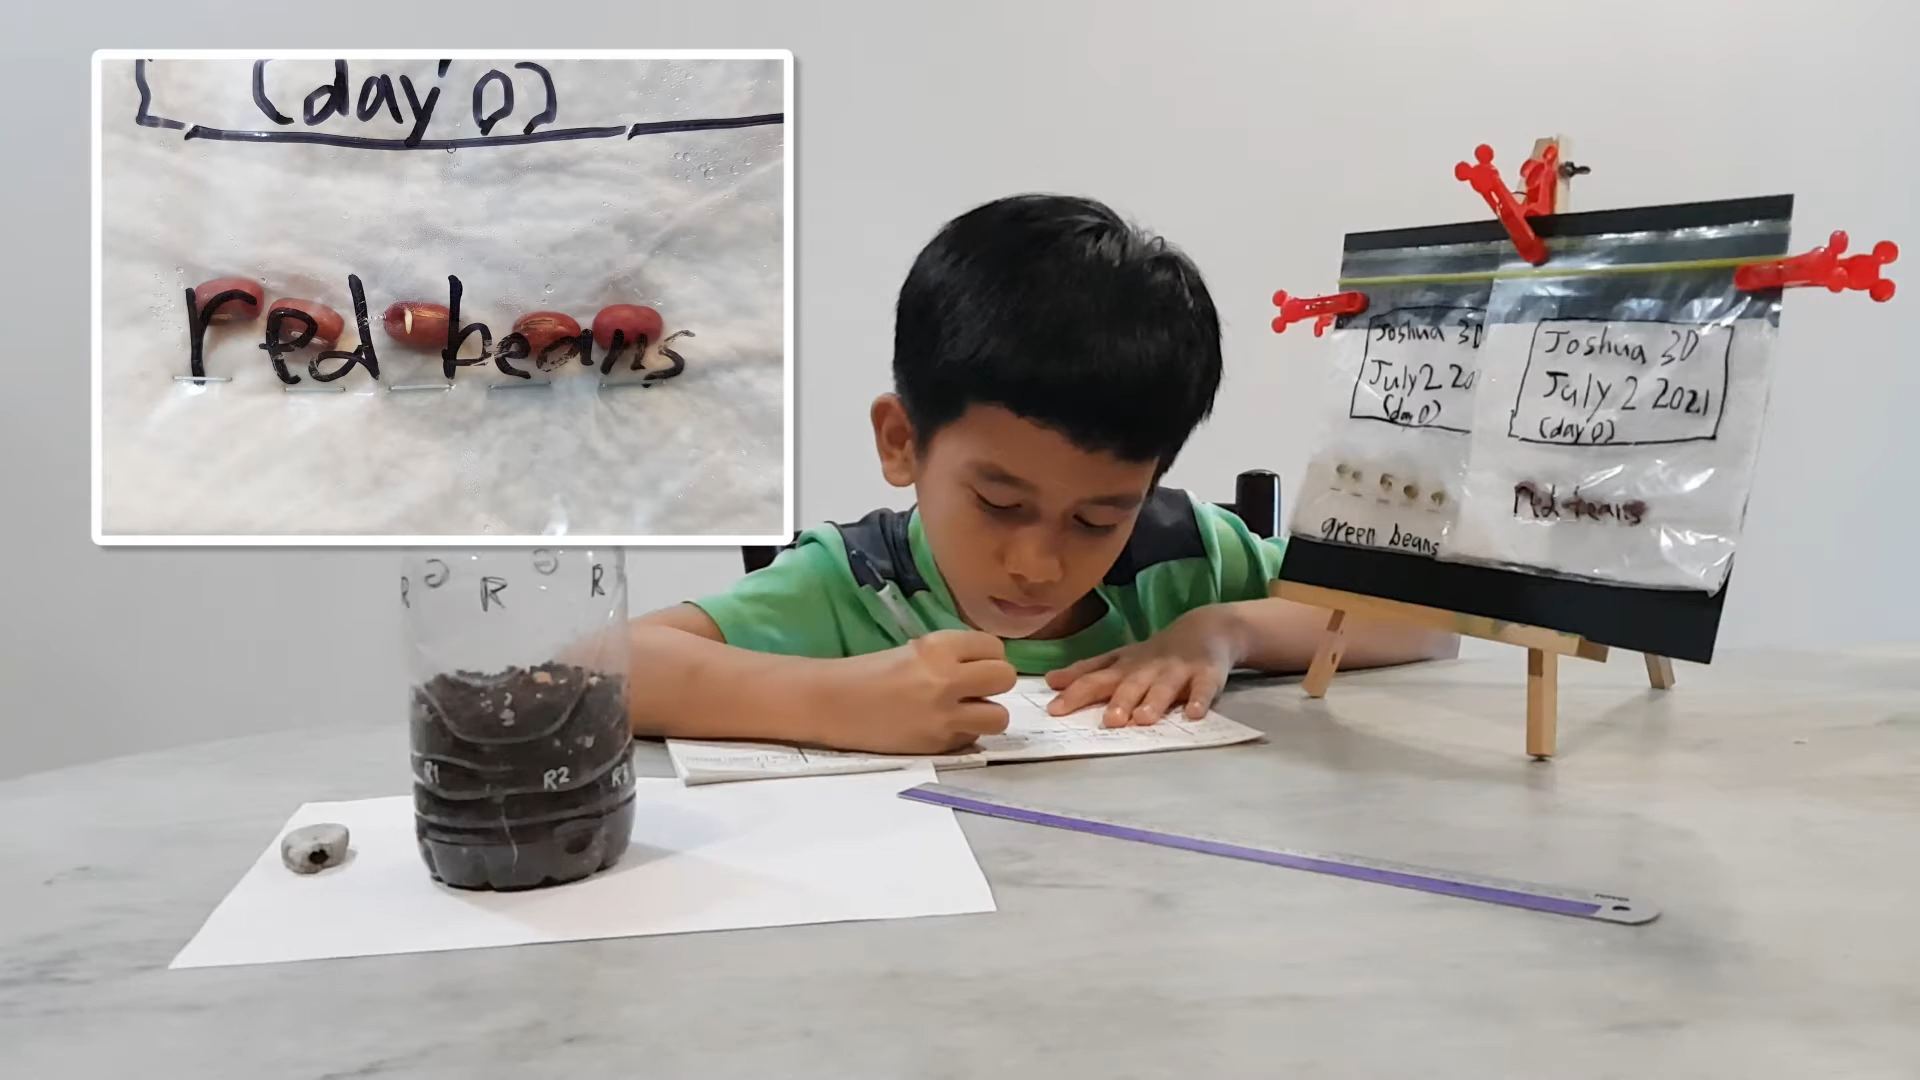 (day 0)
red beans
R R R
R1 R2 R3
Joshua 3D
July 2 20
(day 0)
green beans
Joshua 3D
July 2 2021
(day 0)
red beans